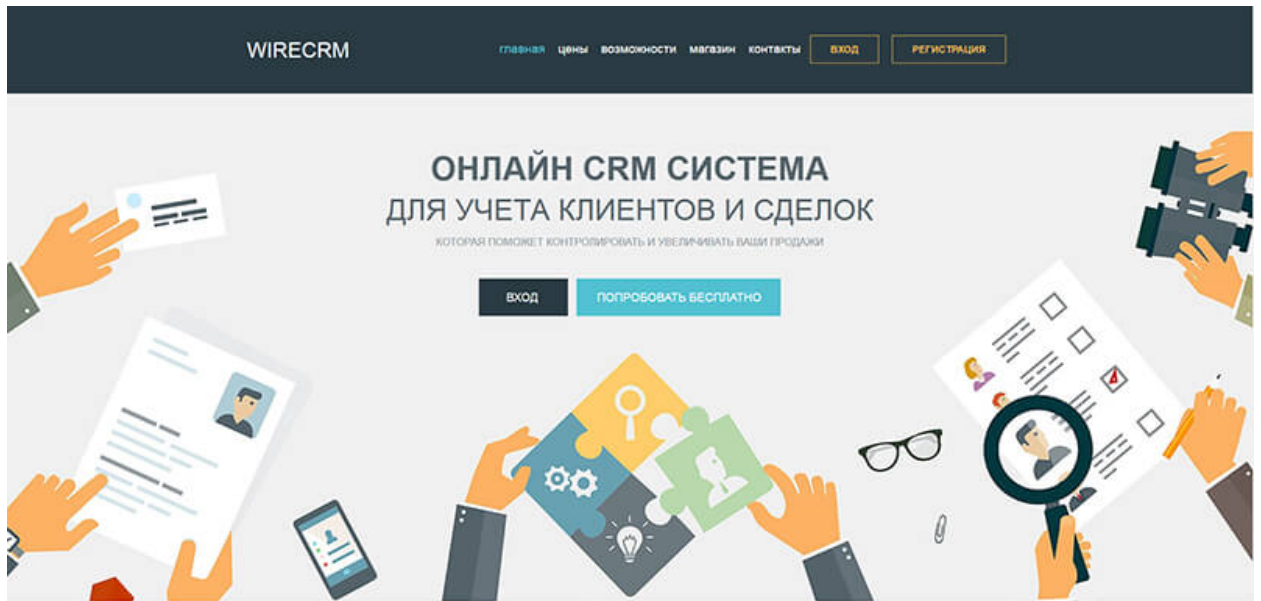 WIRECRM
главная цены возможности магазин контакты ВХОД РЕГИСТРАЦИЯ
ОНЛАЙН CRM СИСТЕМА
ДЛЯ УЧЕТА КЛИЕНТОВ И СДЕЛОК
КОТОРАЯ ПОМОЖЕТ КОНТРОЛИРОВАТЬ И УВЕЛИЧИВАТЬ ВАШИ ПРОДАЖИ
ВХОД ПОПРОБОВАТЬ БЕСПЛАТНО